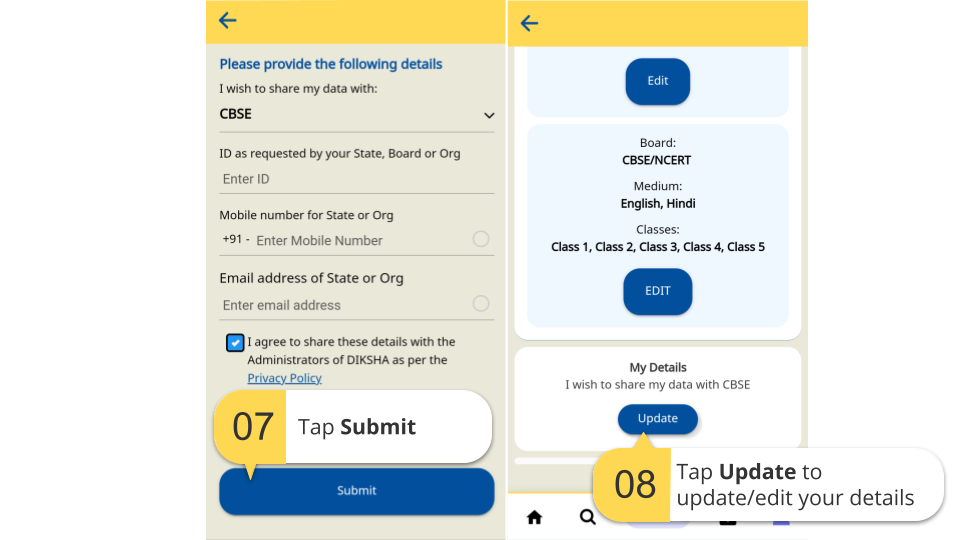 Please provide the following details
I wish to share my data with:
CBSE
ID as requested by your State, Board or Org
Enter ID
Mobile number for State or Org
+91 - Enter Mobile Number
Email address of State or Org
Enter email address
I agree to share these details with the
Administrators of DIKSHA as per the
Privacy Policy
07 Tap Submit
Submit
Edit
Board:
CBSE/NCERT
Medium:
English, Hindi
Classes:
Class 1, Class 2, Class 3, Class 4, Class 5
EDIT
My Details
I wish to share my data with CBSE
Update
08 Tap Update to
update/edit your details